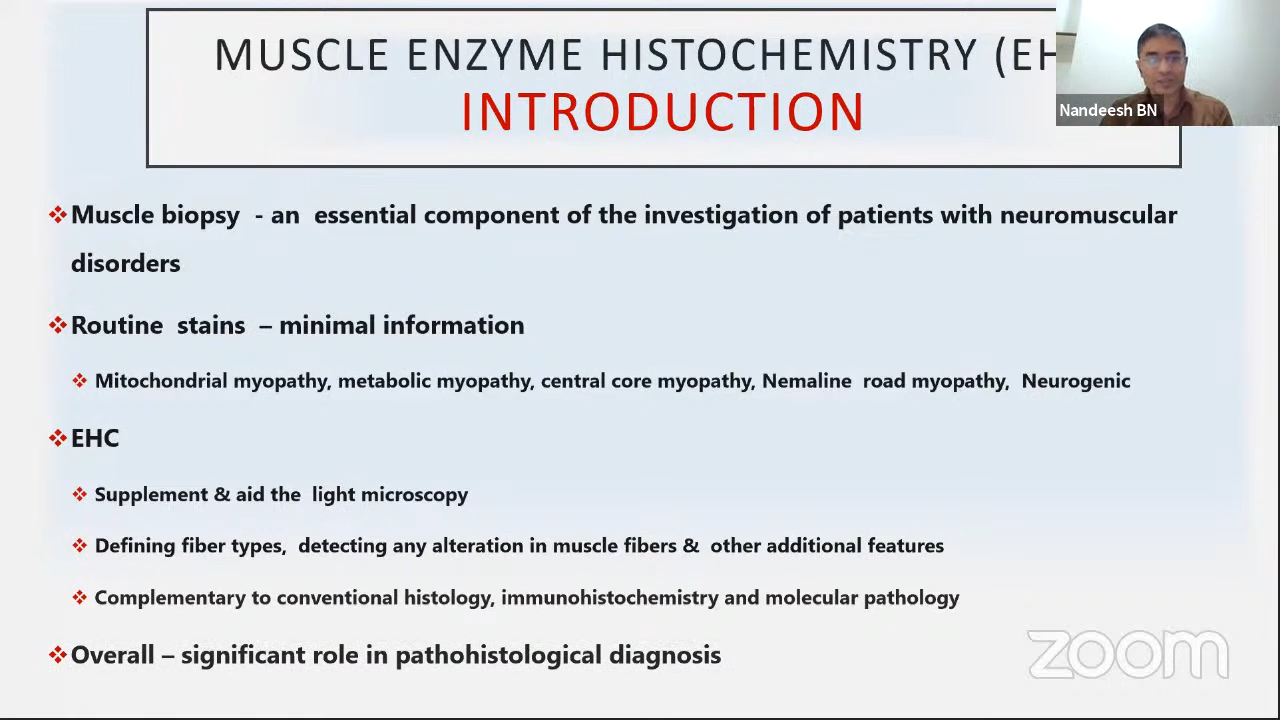 MUSCLE ENZYME HISTOCHEMISTRY (EH
INTRODUCTION
Nandeesh BN
Muscle biopsy - an essential component of the investigation of patients with neuromuscular
disorders
Routine stains – minimal information
Mitochondrial myopathy, metabolic myopathy, central core myopathy, Nemaline road myopathy, Neurogenic
EHC
Supplement & aid the light microscopy
Defining fiber types, detecting any alteration in muscle fibers & other additional features
Complementary to conventional histology, immunohistochemistry and molecular pathology
Overall – significant role in pathohistological diagnosis
zoom